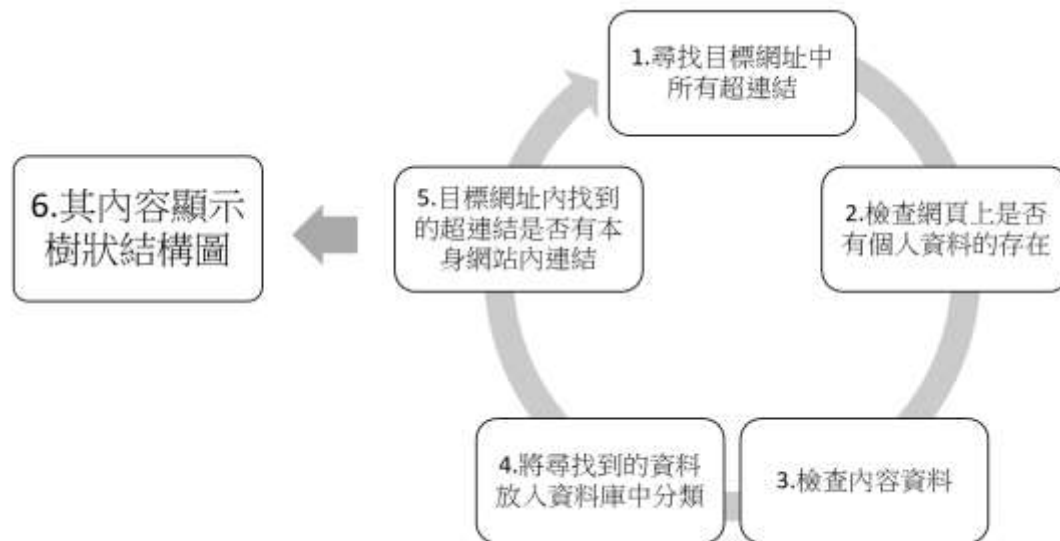 1.尋找目標網址中
所有超連結
2.檢查網頁上是否
有個人資料的存在
3.檢查內容資料
4.將尋找到的資料
放入資料庫中分類
5.目標網址內找到
的超連結是否有本
身網站內連結
6.其內容顯示
樹狀結構圖